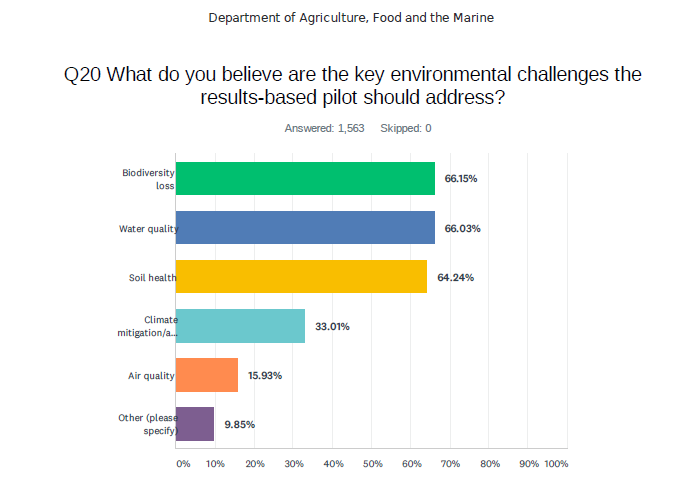 Department of Agriculture, Food and the Marine
Q20 What do you believe are the key environmental challenges the
results-based pilot should address?
Answered: 1,563 Skipped: 0
Biodiversity
loss
66.15%
Water quality
66.03%
Soil health
64.24%
Climate
mitigation/a...
33.01%
Air quality
15.93%
Other (please
specify)
9.85%
0% 10% 20% 30% 40% 50% 60% 70% 80% 90% 100%